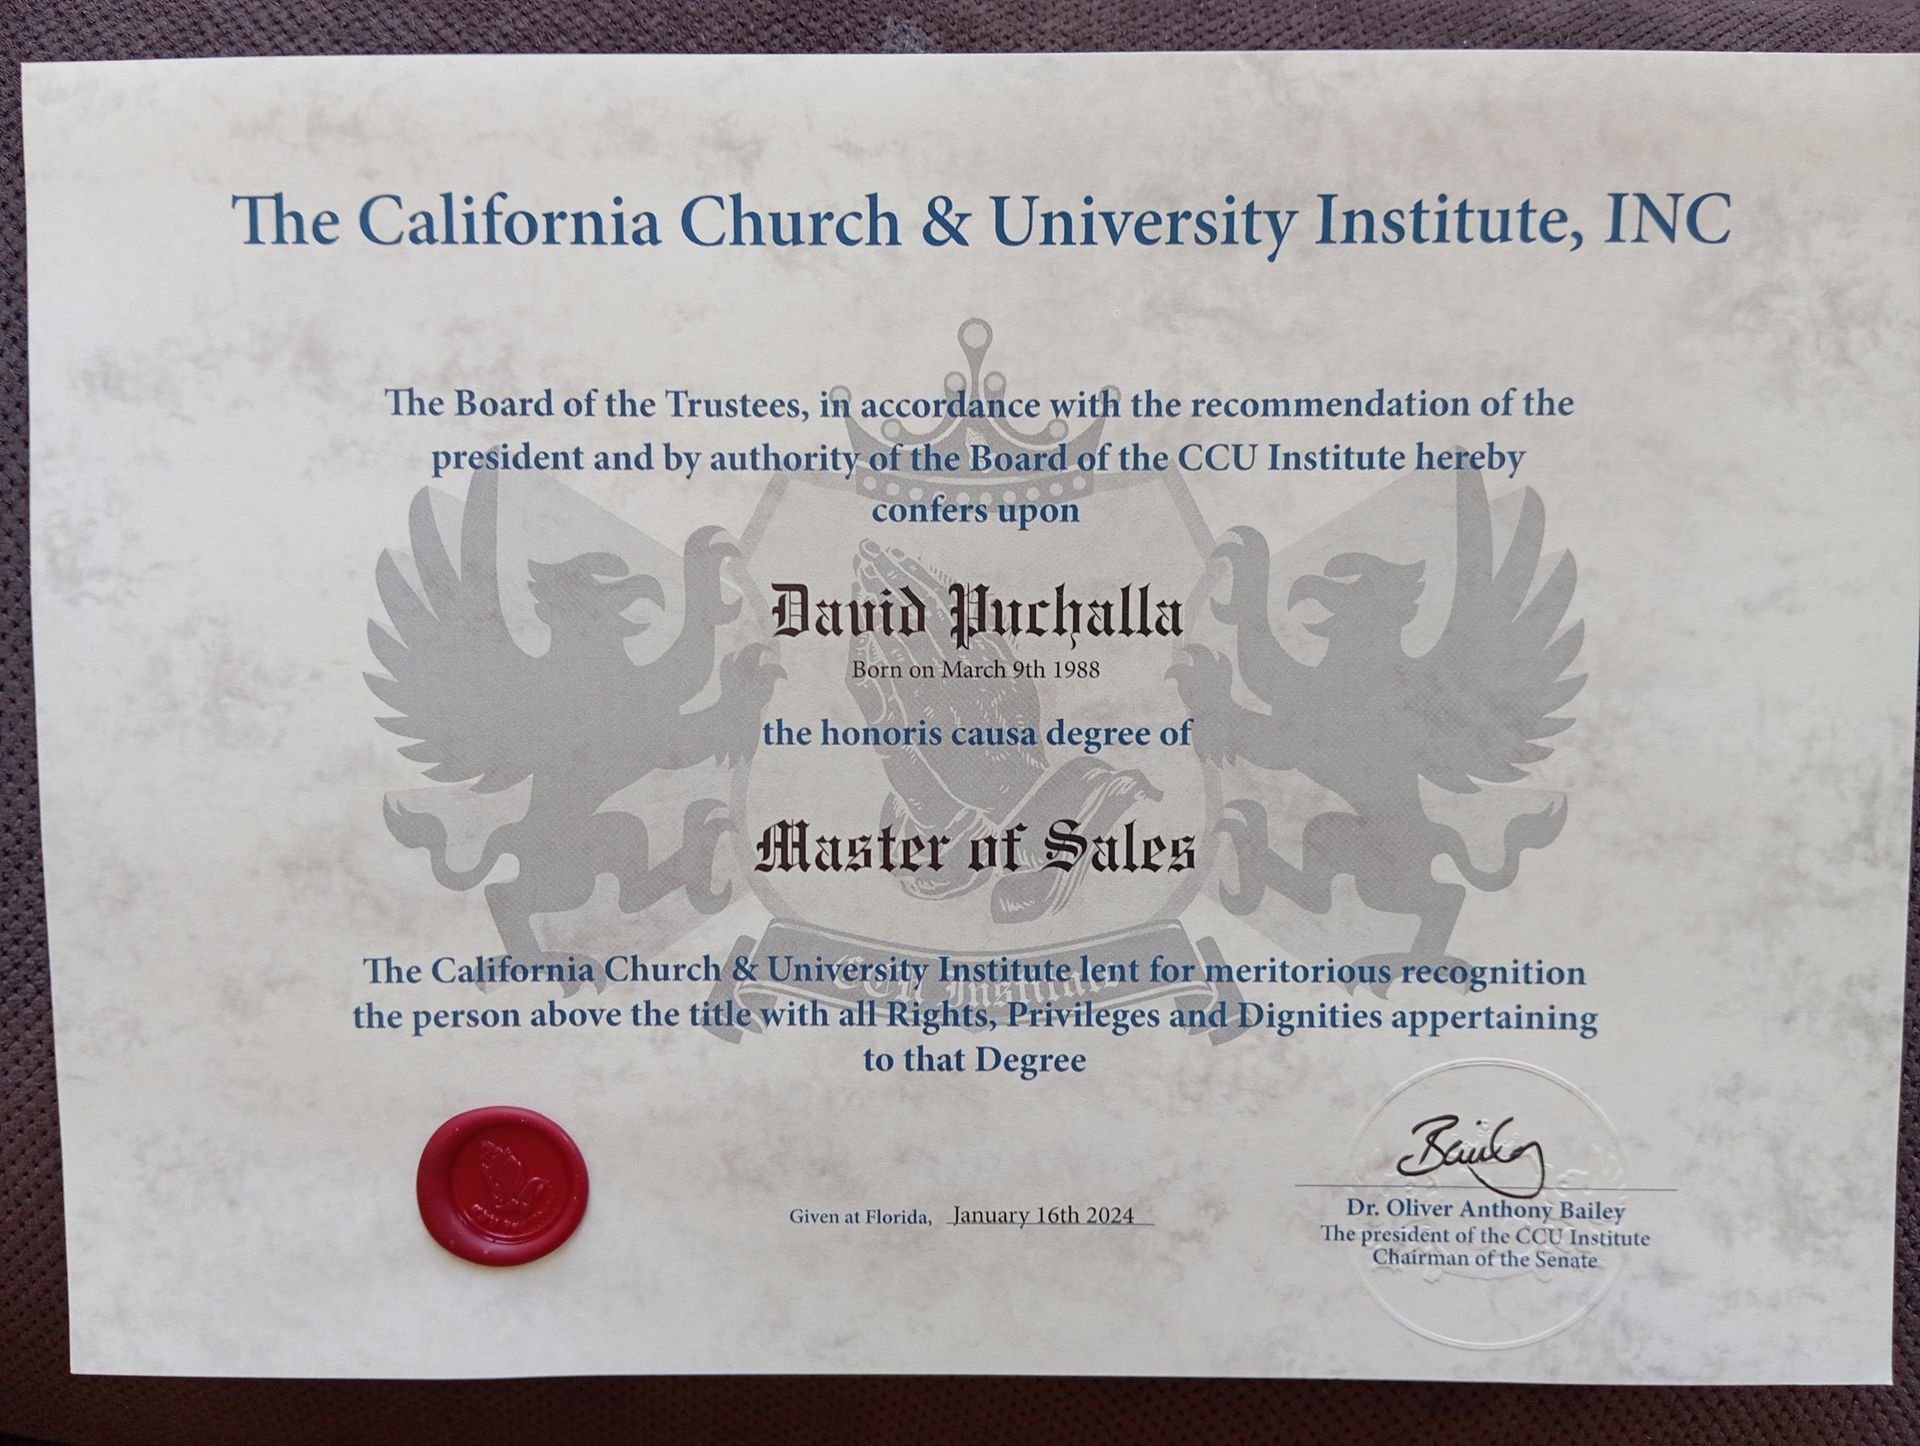 The California Church & University Institute, INC
The Board of the Trustees, in accordance with the recommendation of the
president and by authority of the Board of the CCU Institute hereby
confers upon
David Puchalla
Born on March 9th 1988
the honoris causa degree of
Master of Sales
The California Church & University Institute lent for meritorious recognition
the person above the title with all Rights, Privileges and Dignities appertaining
to that Degree
CCU Institute
Bailey
Given at Florida, January 16th 2024
Dr. Oliver Anthony Bailey
The president of the CCU Institute
Chairman of the Senate